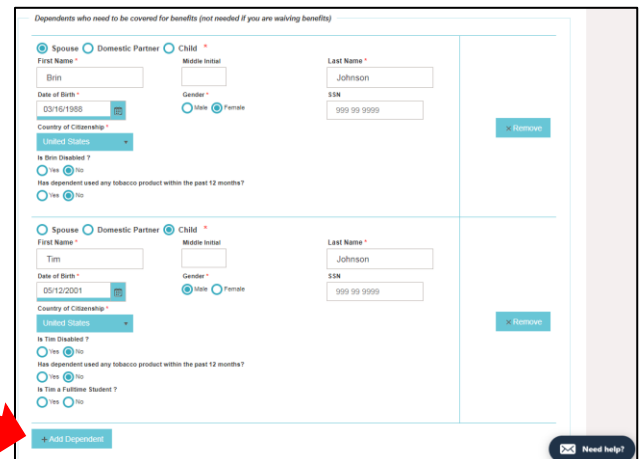 Dependents who need to be covered for benefits (not needed if you are waiving benefits)
Spouse Domestic Partner Child *
First Name * Middle Initial Last Name *
Brin Johnson
Date of Birth * Gender * SSN
03/16/1988 Male Female 999 99 9999
Country of Citizenship *
United States
× Remove
Is Brin Disabled ?
Yes No
Has dependent used any tobacco product within the past 12 months?
Yes No
Spouse Domestic Partner Child *
First Name * Middle Initial Last Name *
Tim Johnson
Date of Birth * Gender * SSN
05/12/2001 Male Female 999 99 9999
Country of Citizenship *
United States
× Remove
Is Tim Disabled ?
Yes No
Has dependent used any tobacco product within the past 12 months?
Yes No
Is Tim a Fulltime Student ?
Yes No
+ Add Dependent
Need help?